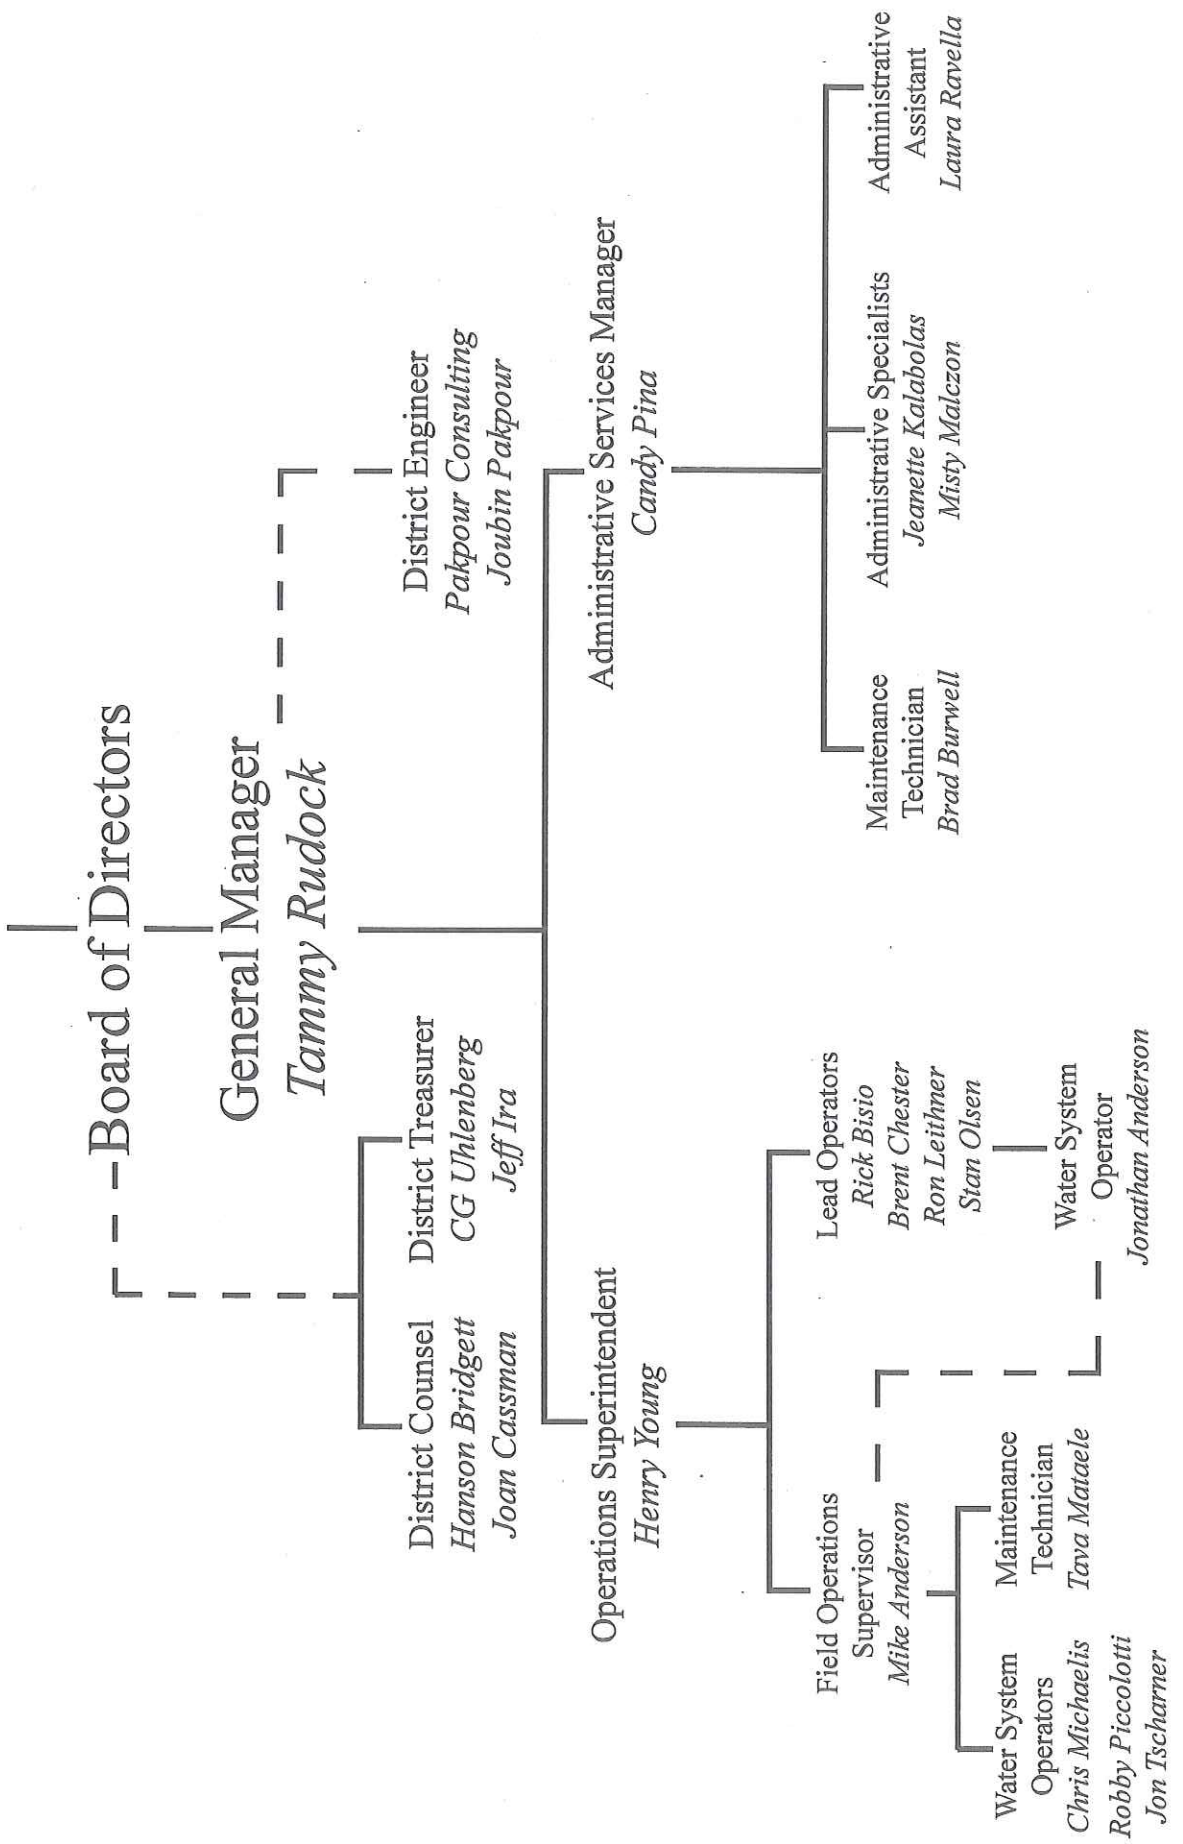 Board of Directors
General Manager
Tammy Rudock
District Counsel
Hanson Bridgett
Joan Cassman
District Treasurer
CG Uhlenberg
Jeff Ira
District Engineer
Pakpour Consulting
Joubin Pakpour
Operations Superintendent
Henry Young
Administrative Services Manager
Candy Pina
Field Operations
Supervisor
Mike Anderson
Lead Operators
Rick Bisio
Brent Chester
Ron Leithner
Stan Olsen
Maintenance
Technician
Brad Burwell
Administrative Specialists
Jeanette Kalabolas
Misty Malczon
Administrative
Assistant
Laura Ravella
Water System
Operators
Chris Michaelis
Robby Piccolotti
Jon Tscharner
Maintenance
Technician
Tava Mataele
Water System
Operator
Jonathan Anderson